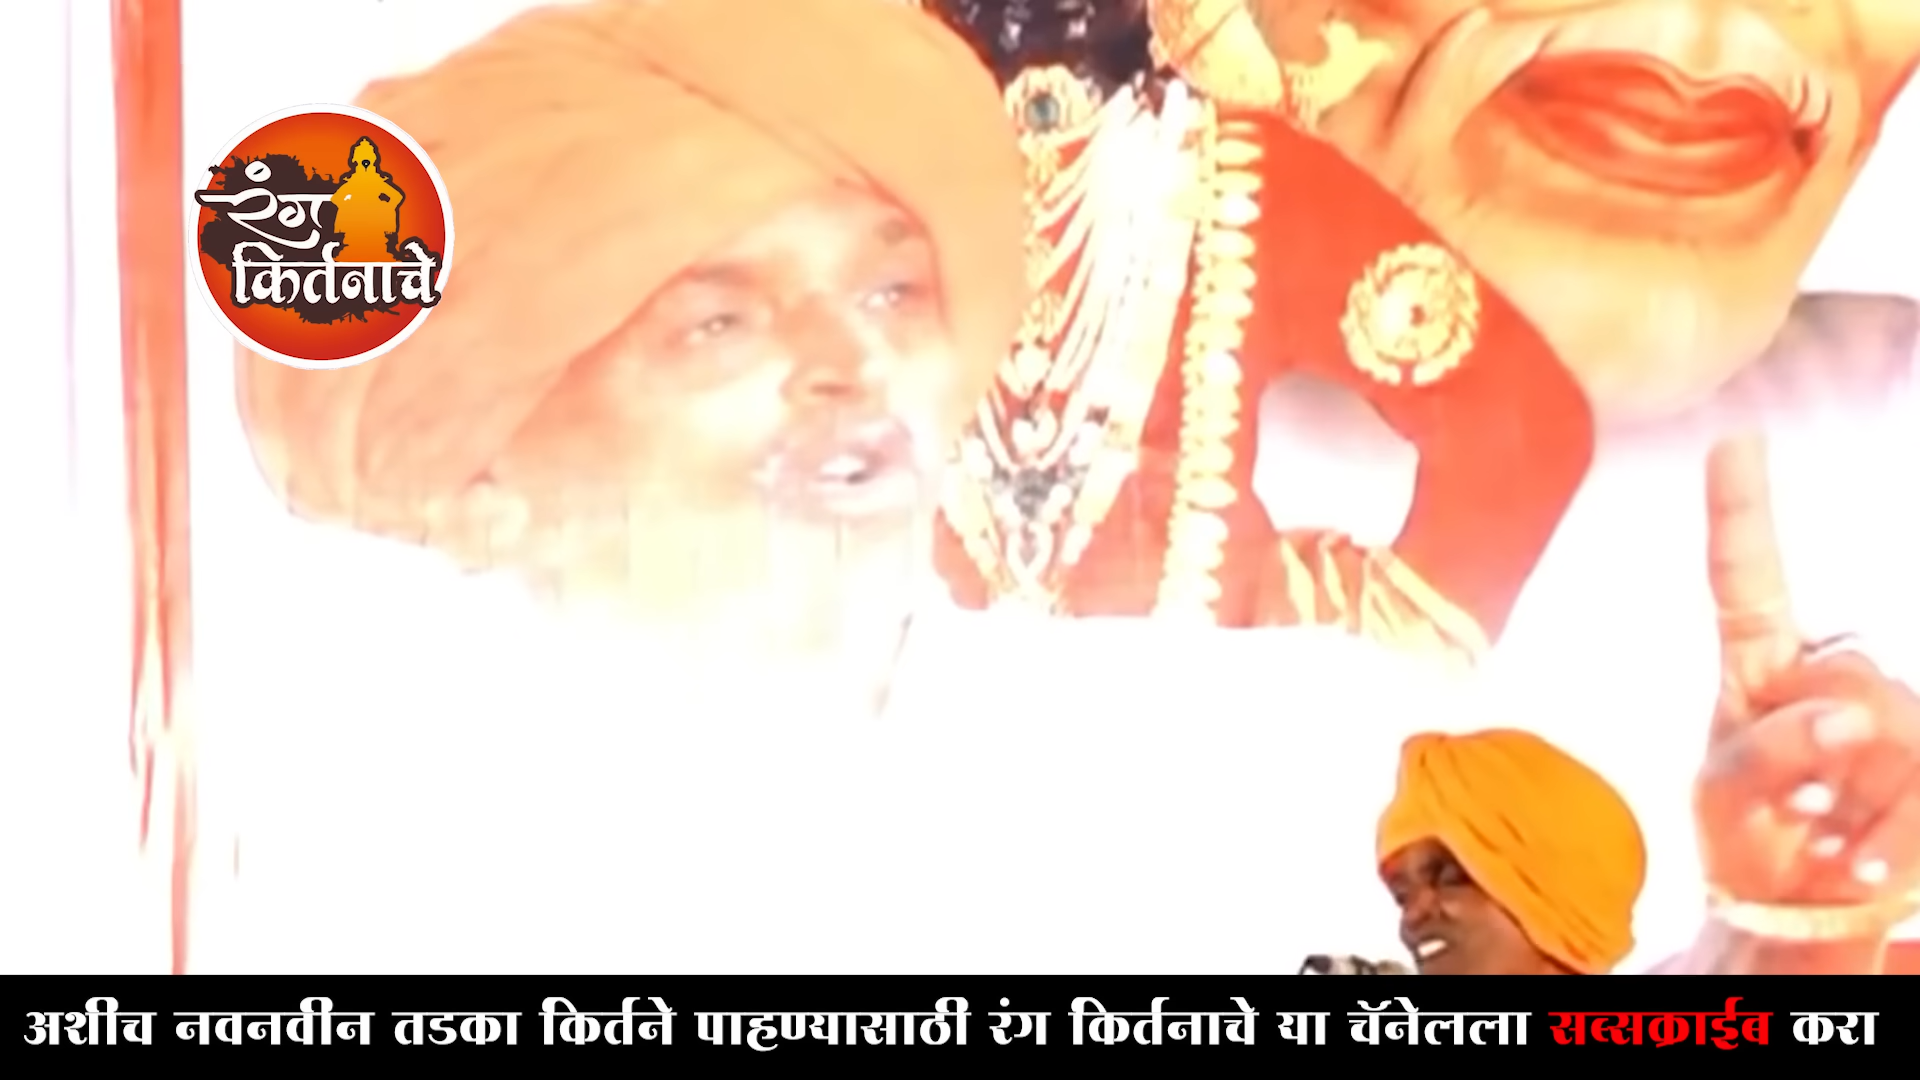 रंग
किर्तनाचे
अशीच नवनवीन तडका किर्तने पाहण्यासाठी रंग किर्तनाचे या चॅनेलला सब्सक्राईब करा